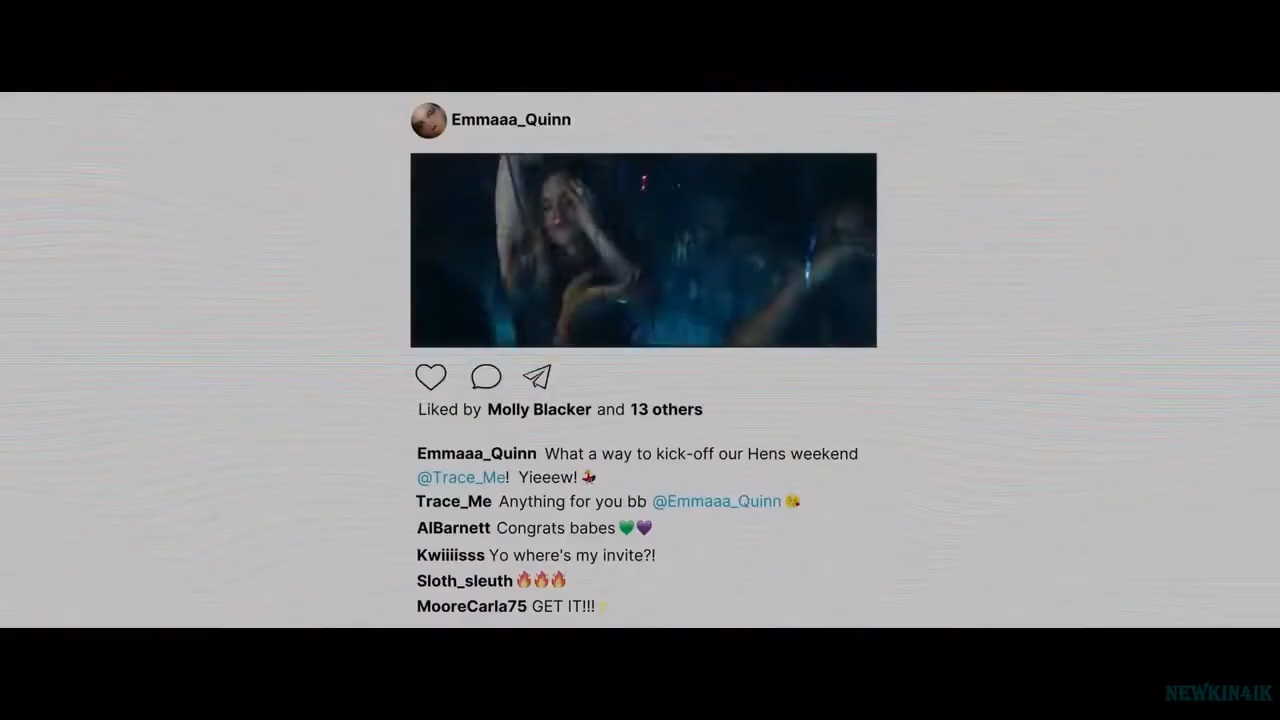 Emmaaa_Quinn
Liked by Molly Blacker and 13 others
Emmaaa_Quinn What a way to kick-off our Hens weekend
@Trace_Me! Yieeew! 💃
Trace_Me Anything for you bb @Emmaaa_Quinn 😘
AlBarnett Congrats babes💚💜
Kwiiiisss Yo where's my invite?!
Sloth_sleuth🔥🔥🔥
MooreCarla75 GET IT!!!
NEWKIN4IK